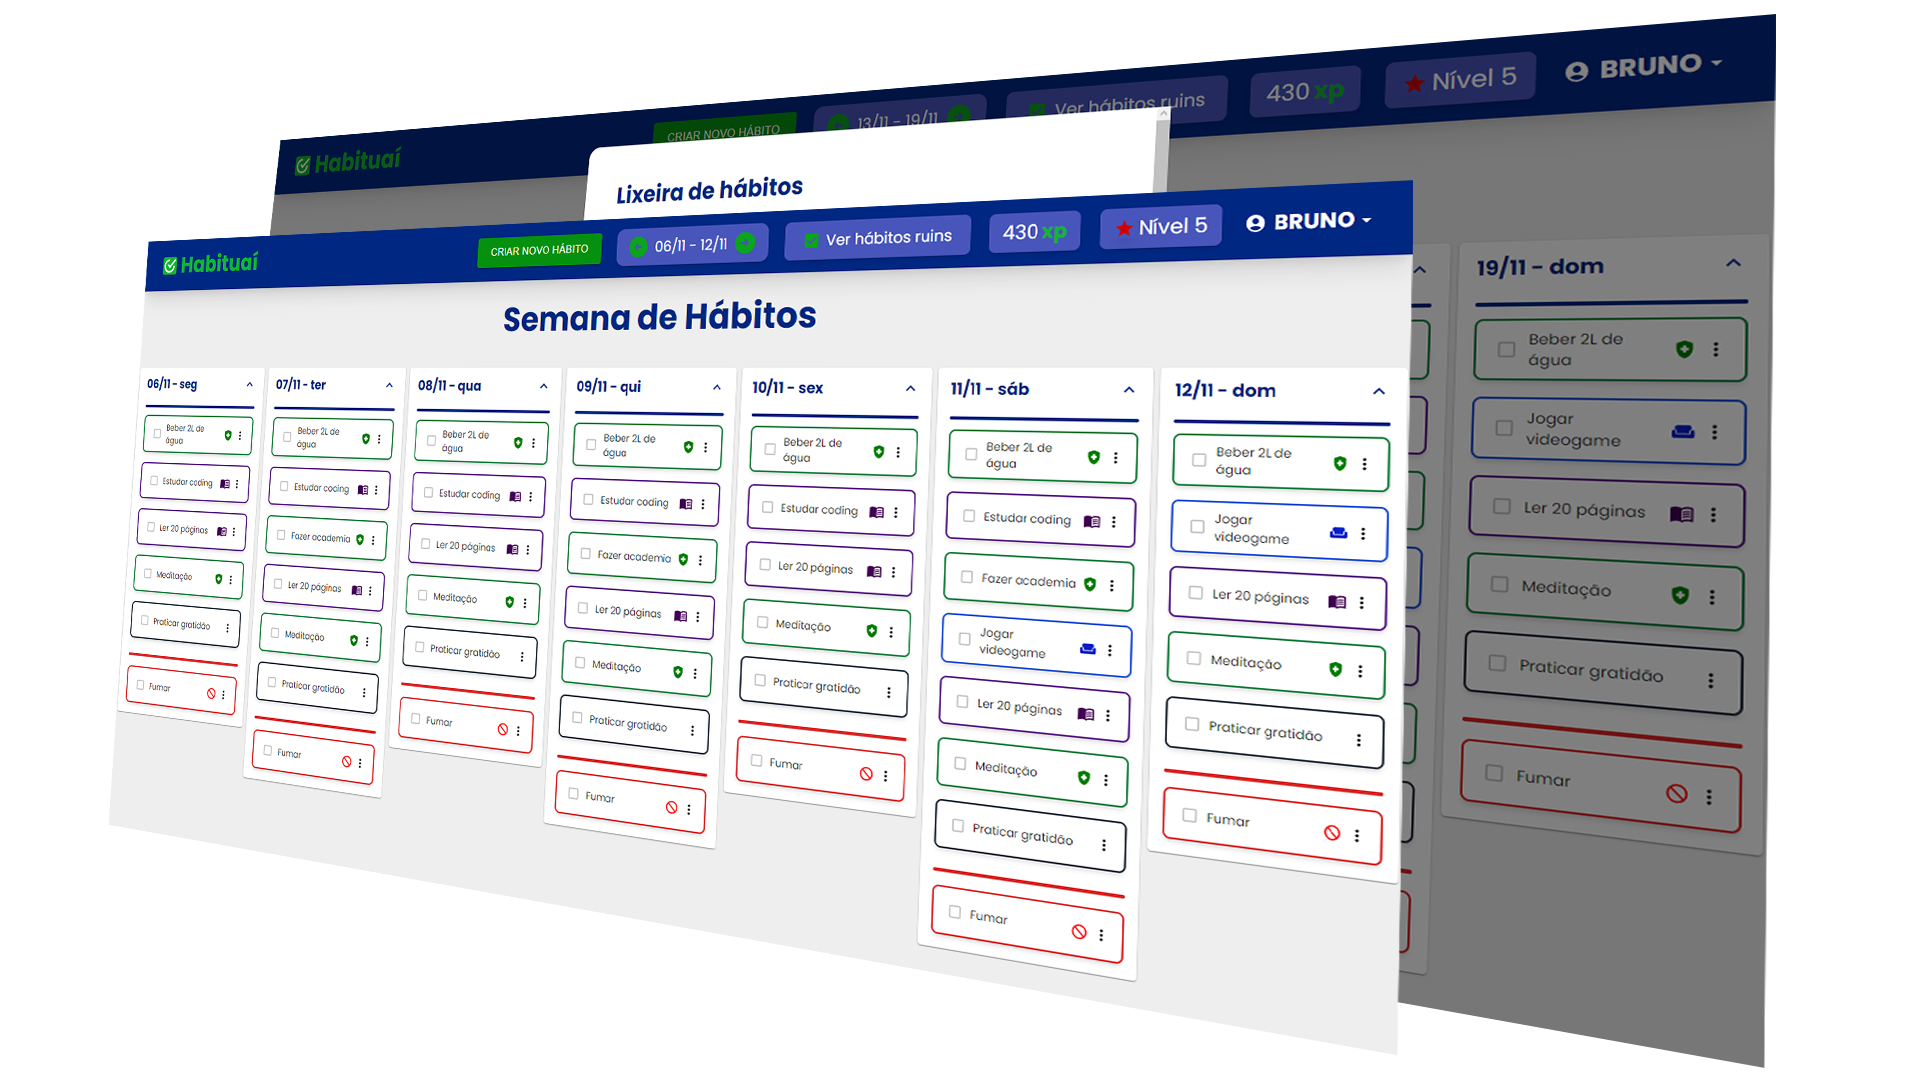 Habituaí
CRIAR NOVO HÁBITO
13/11 - 19/11
Ver hábitos ruins
430 xp
Nível 5
BRUNO
Lixeira de hábitos
19/11 - dom
Beber 2L de
água
Jogar
videogame
Ler 20 páginas
Meditação
Praticar gratidão
Fumar
Habituaí
CRIAR NOVO HÁBITO
06/11 - 12/11
Ver hábitos ruins
430 xp
Nível 5
BRUNO
Semana de Hábitos
06/11 - seg
Beber 2L de
água
Estudar coding
Ler 20 páginas
Meditação
Praticar gratidão
Fumar
07/11 - ter
Beber 2L de
água
Estudar coding
Fazer academia
Ler 20 páginas
Meditação
Praticar gratidão
Fumar
08/11 - qua
Beber 2L de
água
Estudar coding
Ler 20 páginas
Meditação
Praticar gratidão
Fumar
09/11 - qui
Beber 2L de
água
Estudar coding
Fazer academia
Ler 20 páginas
Meditação
Praticar gratidão
Fumar
10/11 - sex
Beber 2L de
água
Estudar coding
Ler 20 páginas
Meditação
Praticar gratidão
Fumar
11/11 - sáb
Beber 2L de
água
Estudar coding
Fazer academia
Jogar
videogame
Ler 20 páginas
Meditação
Praticar gratidão
Fumar
12/11 - dom
Beber 2L de
água
Jogar
videogame
Ler 20 páginas
Meditação
Praticar gratidão
Fumar